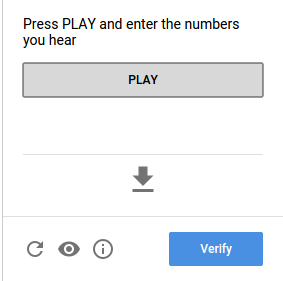 Press PLAY and enter the numbers
you hear
PLAY
Verify